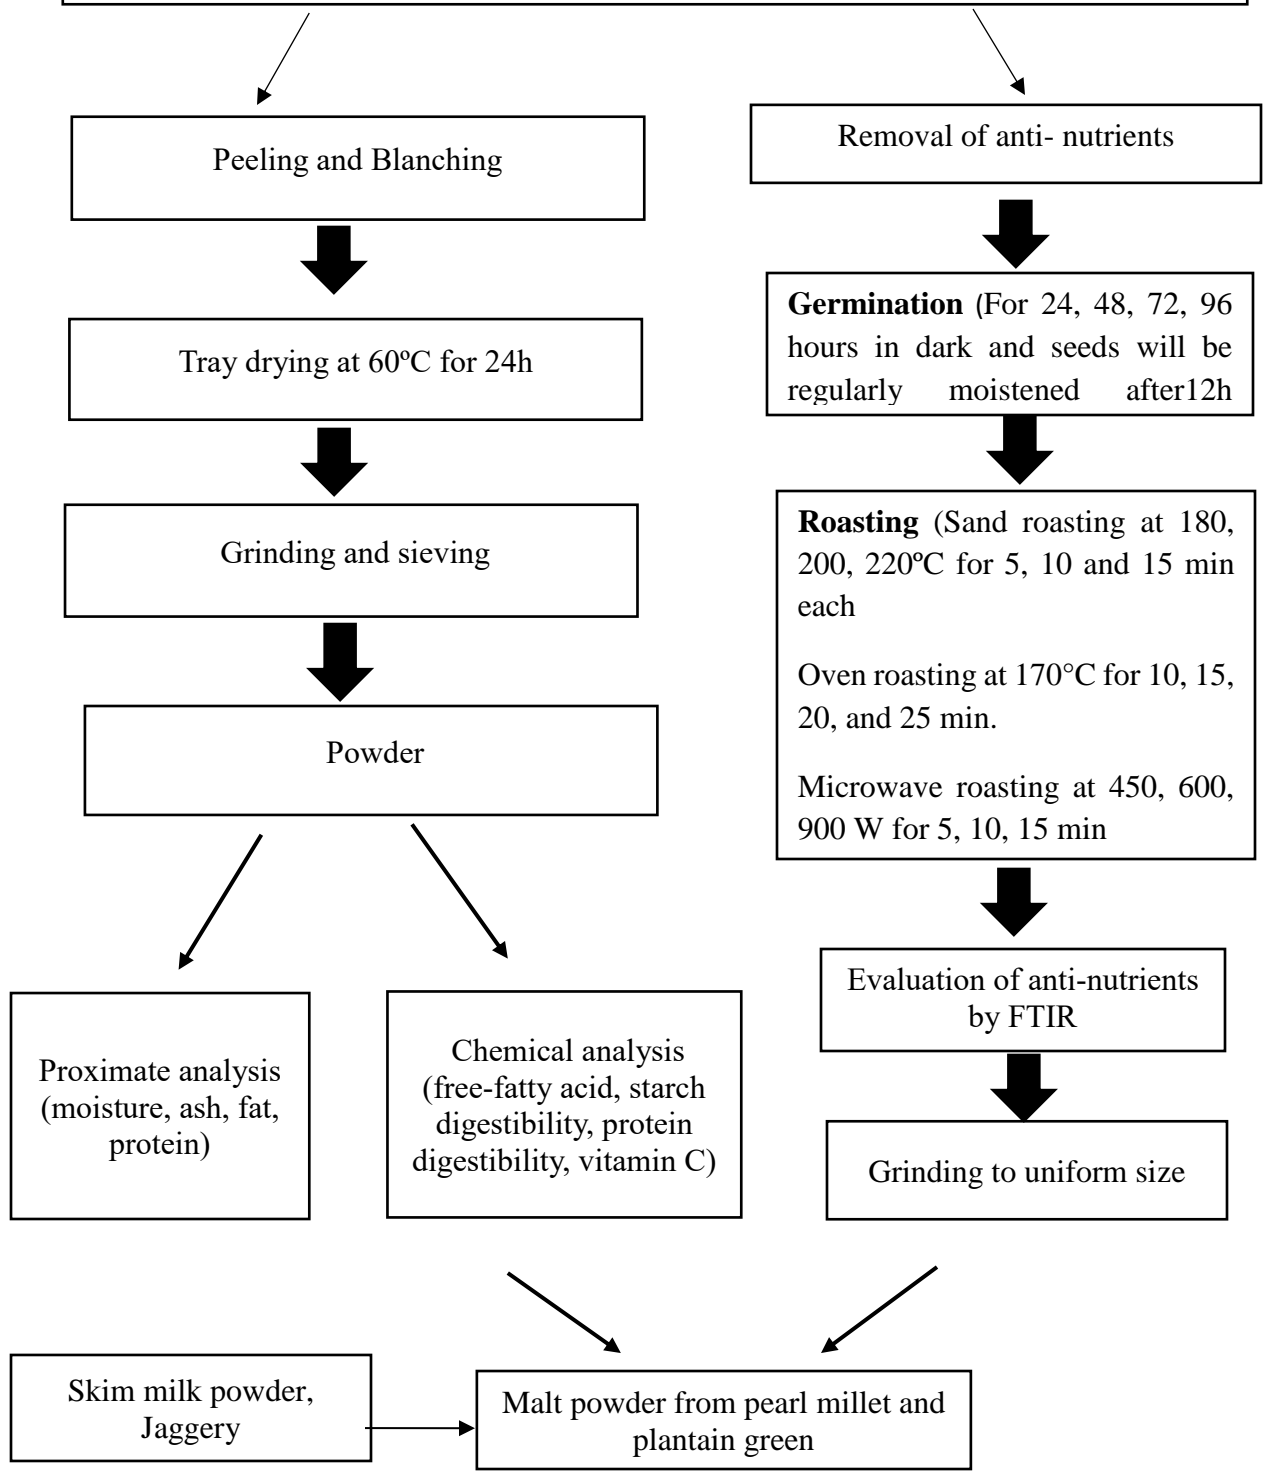 Peeling and Blanching
Tray drying at 60ºC for 24h
Grinding and sieving
Powder
Proximate analysis
(moisture, ash, fat,
protein)
Chemical analysis
(free-fatty acid, starch
digestibility, protein
digestibility, vitamin C)
Removal of anti- nutrients
Germination (For 24, 48, 72, 96
hours in dark and seeds will be
regularly moistened after12h
Roasting (Sand roasting at 180,
200, 220ºC for 5, 10 and 15 min
each
Oven roasting at 170°C for 10, 15,
20, and 25 min.
Microwave roasting at 450, 600,
900 W for 5, 10, 15 min
Evaluation of anti-nutrients
by FTIR
Grinding to uniform size
Skim milk powder,
Jaggery
Malt powder from pearl millet and
plantain green